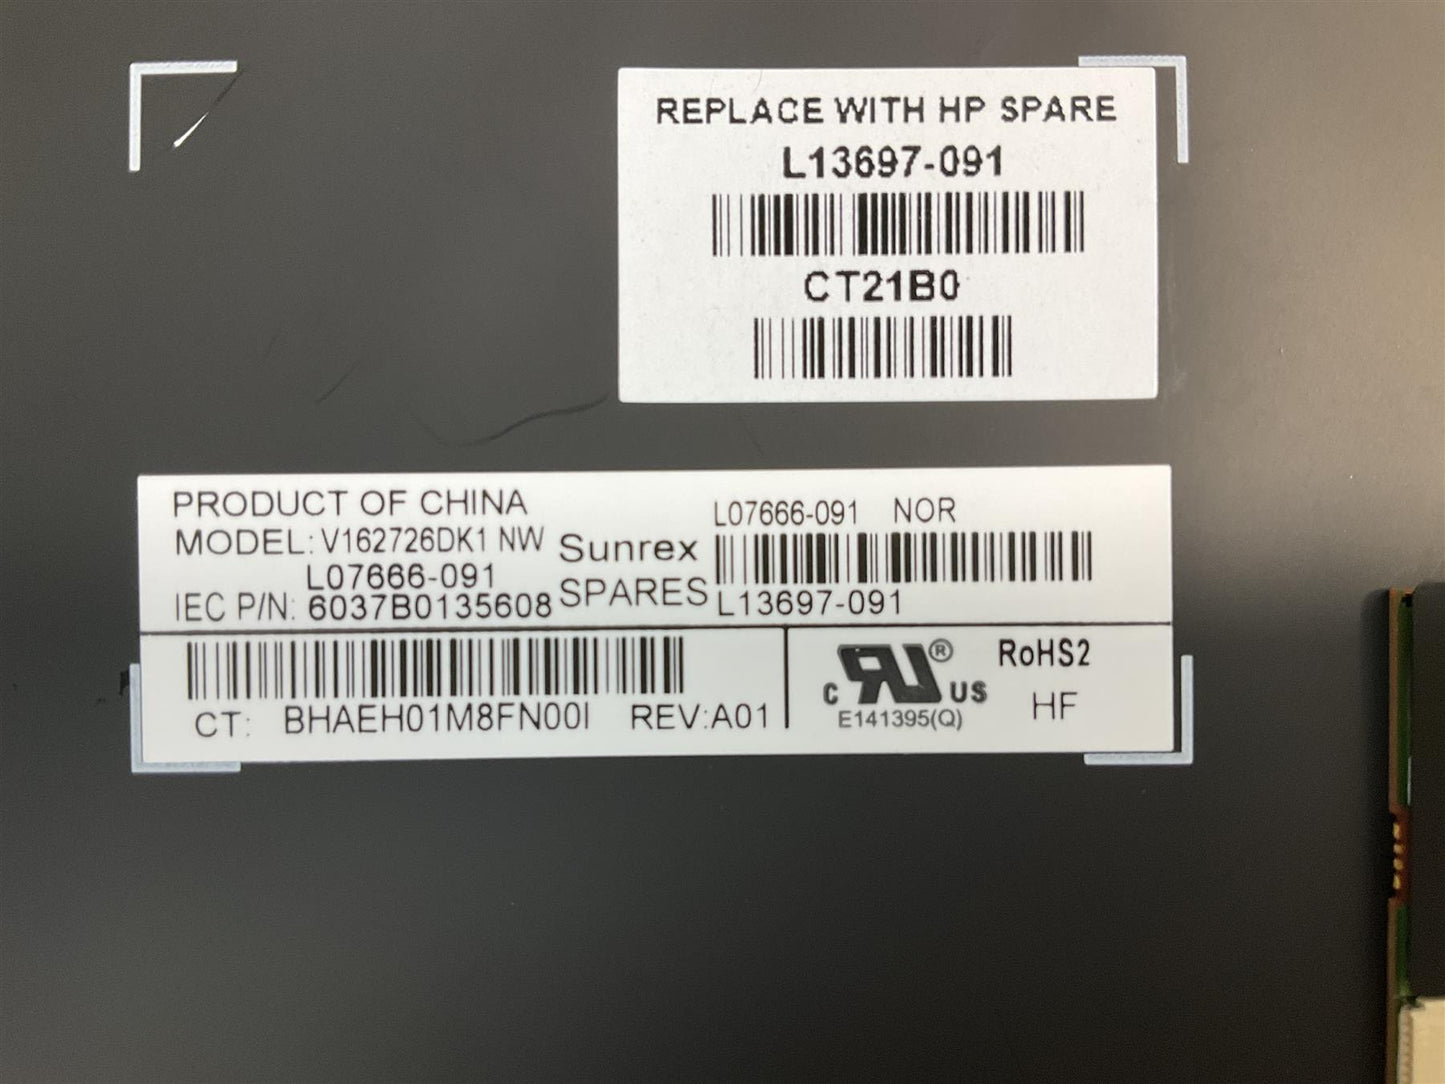 REPLACE WITH HP SPARE
L13697-091
CT21B0
PRODUCT OF CHINA
MODEL: V162726DK1 NW
L07666-091
IEC P/N: 6037B0135608
Sunrex
SPARES
L07666-091 NOR
L13697-091
CT: BHAEH01M8FN00I REV:A01
c RU® US
E141395(Q)
RoHS2
HF